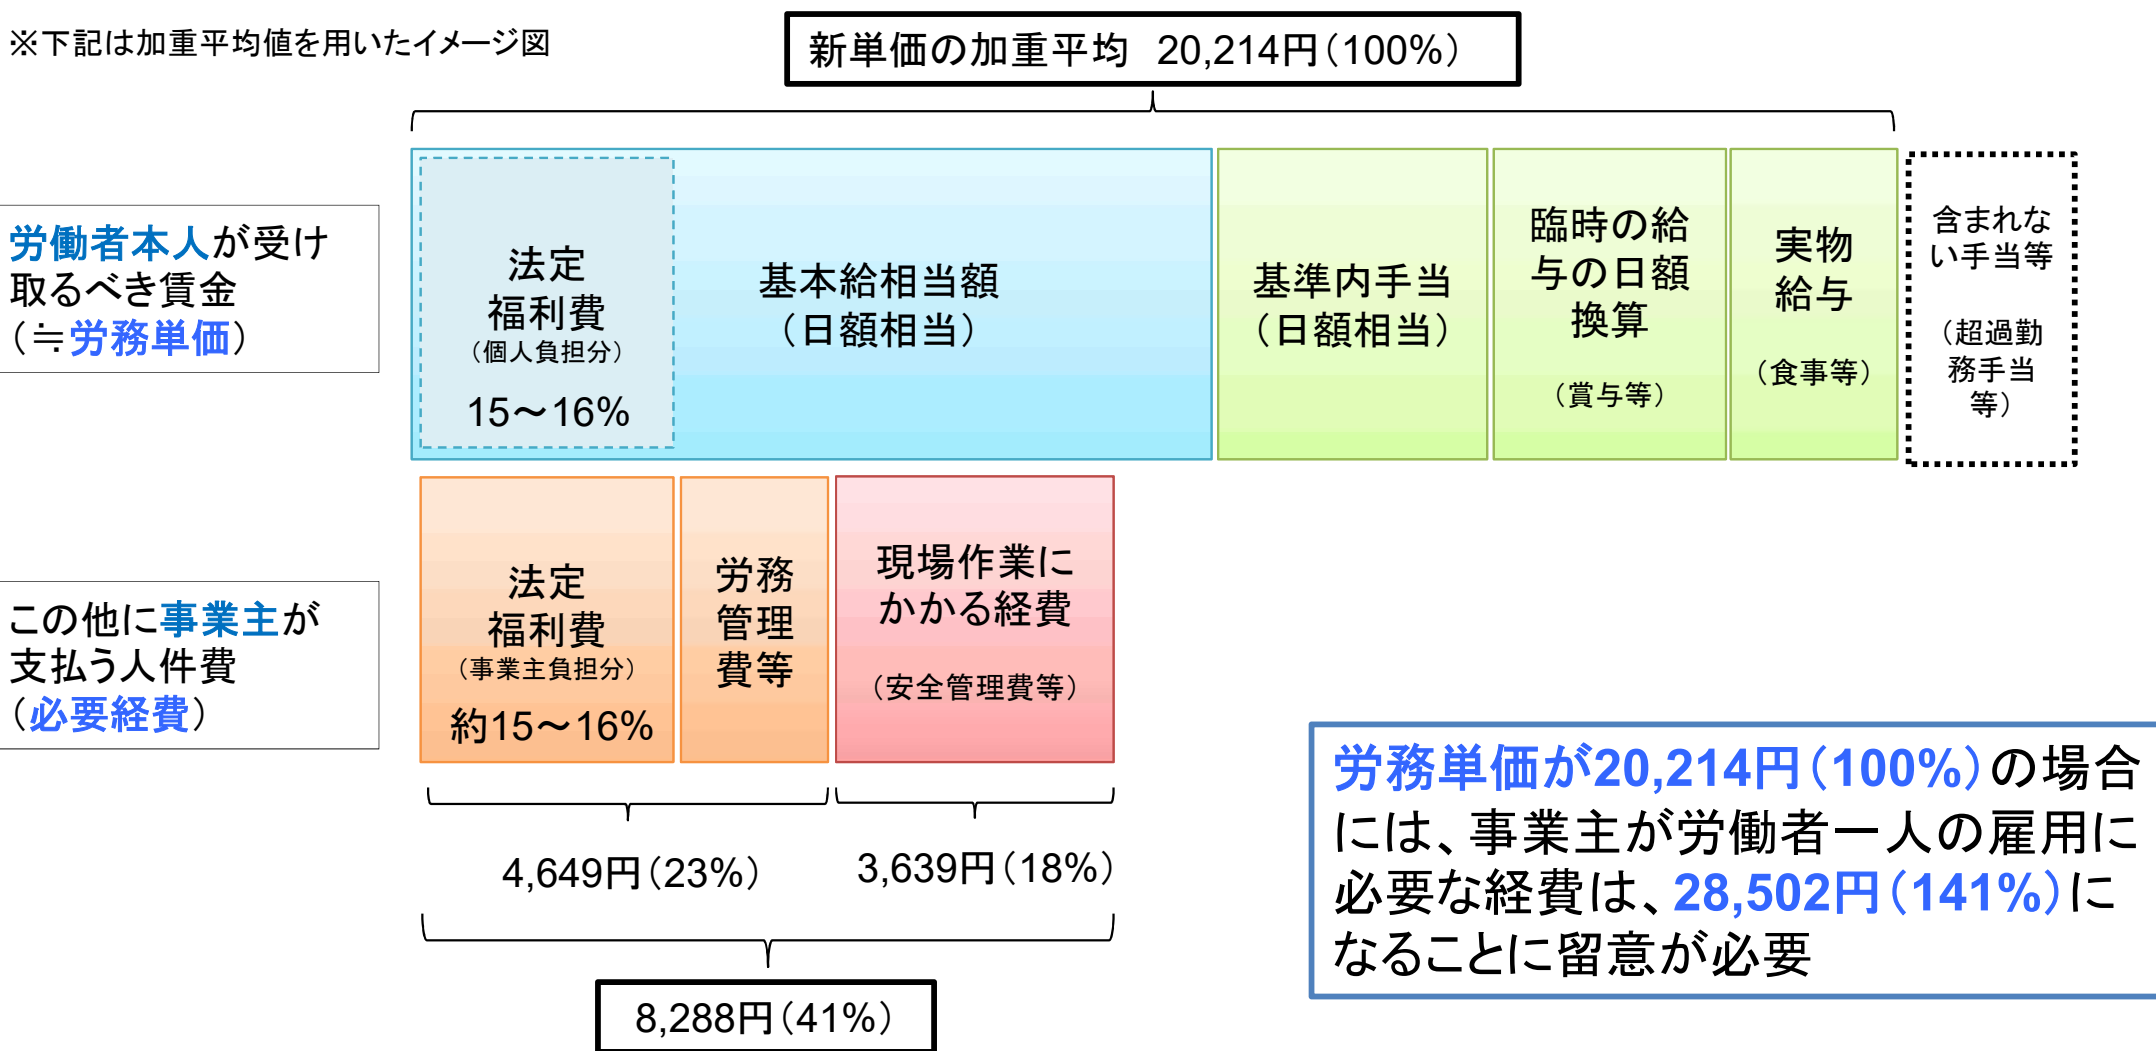 ※下記は加重平均値を用いたイメージ図
新単価の加重平均 20,214円（100%）
労働者本人が受け
取るべき賃金
（≒労務単価）
法定
福利費
（個人負担分）
15～16%
基本給相当額
（日額相当）
基準内手当
（日額相当）
臨時の給
与の日額
換算
（賞与等）
実物
給与
（食事等）
含まれな
い手当等
（超過勤
務手当
等）
この他に事業主が
支払う人件費
（必要経費）
法定
福利費
（事業主負担分）
約15～16%
労務
管理
費等
現場作業に
かかる経費
（安全管理費等）
4,649円（23%）
3,639円（18%）
8,288円（41%）
労務単価が20,214円（100%）の場合
には、事業主が労働者一人の雇用に
必要な経費は、28,502円（141%）に
なることに留意が必要